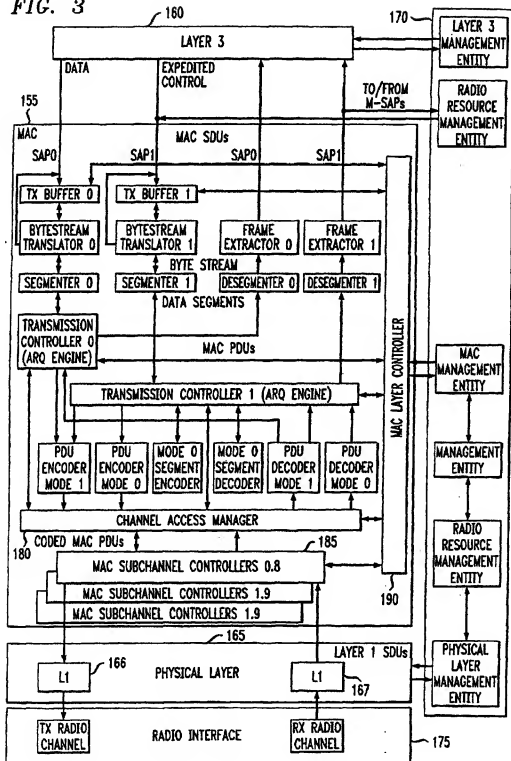 FIG. 3
160
170
LAYER 3
LAYER 3
MANAGEMENT
ENTITY
DATA
EXPEDITED
CONTROL
TO/FROM
M-SAPs
RADIO
RESOURCE
MANAGEMENT
ENTITY
155
MAC
MAC SDUs
SAP0
SAP1
SAP0
SAP1
TX BUFFER 0
TX BUFFER 1
BYTESTREAM
TRANSLATOR 0
BYTESTREAM
TRANSLATOR 1
FRAME
EXTRACTOR 0
FRAME
EXTRACTOR 1
BYTE STREAM
SEGMENTER 0
SEGMENTER 1
DESEGMENTER 0
DESEGMENTER 1
DATA SEGMENTS
TRANSMISSION
CONTROLLER 0
(ARQ ENGINE)
MAC PDUs
MAC LAYER CONTROLLER
MAC
MANAGEMENT
ENTITY
TRANSMISSION CONTROLLER 1 (ARQ ENGINE)
PDU
ENCODER
MODE 1
PDU
ENCODER
MODE 0
MODE 0
SEGMENT
ENCODER
MODE 0
SEGMENT
DECODER
PDU
DECODER
MODE 1
PDU
DECODER
MODE 0
MANAGEMENT
ENTITY
CHANNEL ACCESS MANAGER
180
CODED MAC PDUs
185
RADIO
RESOURCE
MANAGEMENT
ENTITY
MAC SUBCHANNEL CONTROLLERS 0.8
190
MAC SUBCHANNEL CONTROLLERS 1.9
MAC SUBCHANNEL CONTROLLERS 1.9
165
LAYER 1 SDUs
L1
166
PHYSICAL LAYER
L1
167
PHYSICAL
LAYER
MANAGEMENT
ENTITY
TX RADIO
CHANNEL
RADIO INTERFACE
RX RADIO
CHANNEL
175